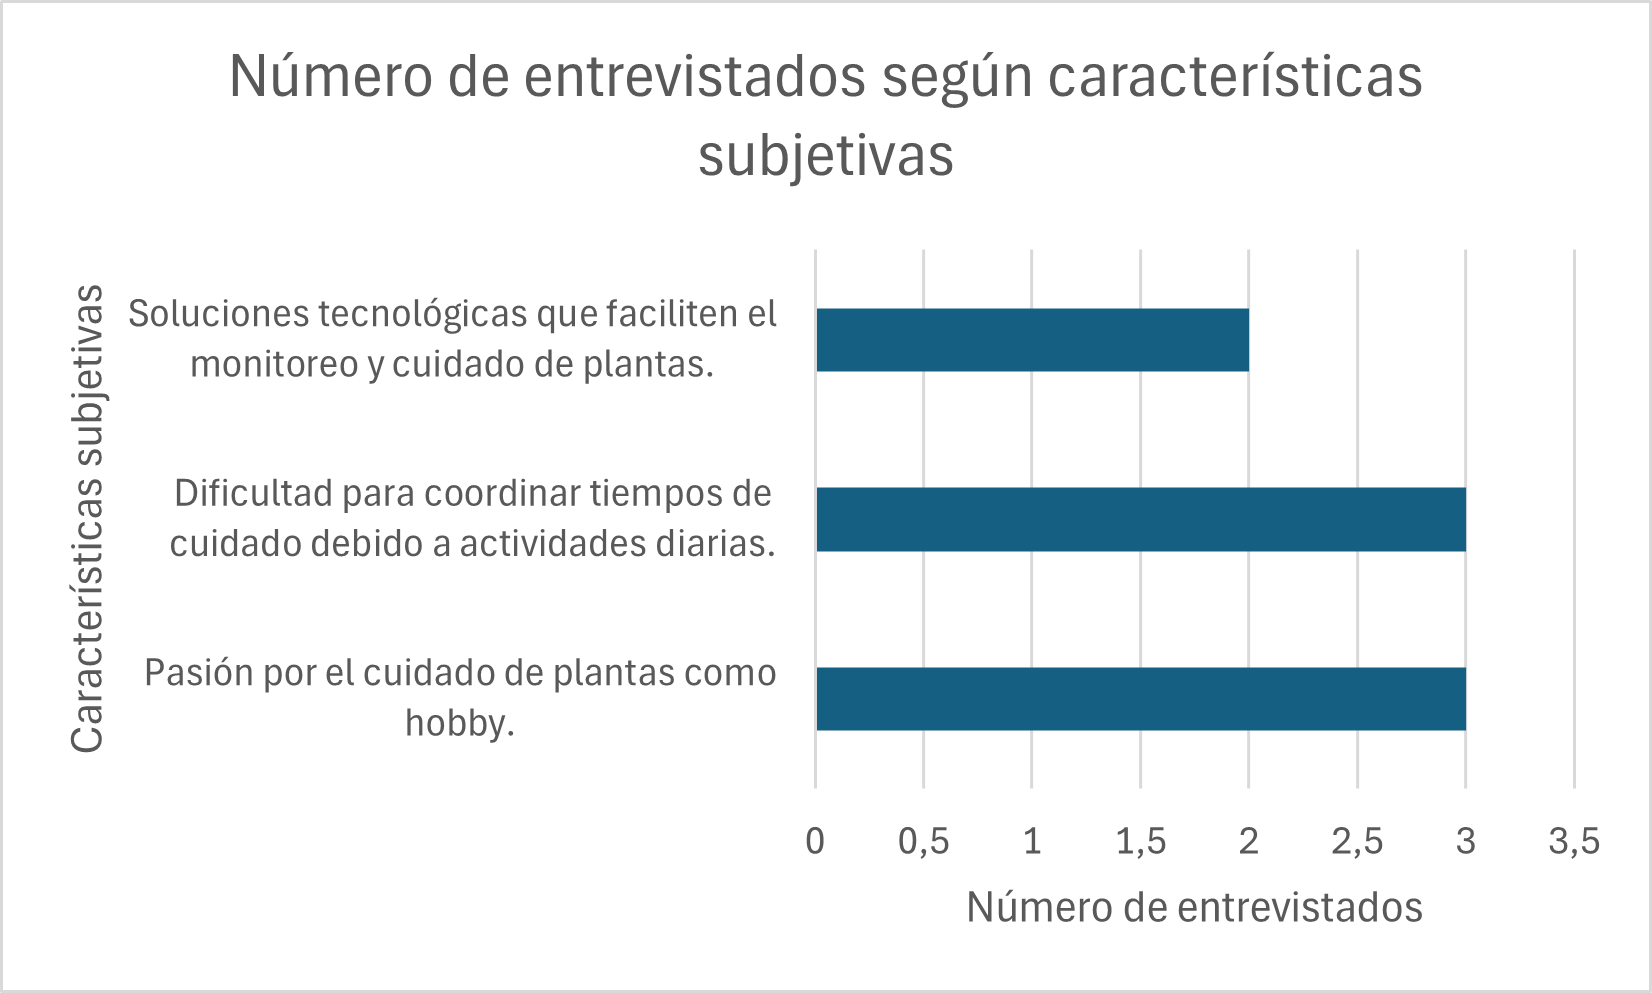 Número de entrevistados según características
subjetivas
Características subjetivas
Soluciones tecnológicas que faciliten el
monitoreo y cuidado de plantas.
Dificultad para coordinar tiempos de
cuidado debido a actividades diarias.
Pasión por el cuidado de plantas como
hobby.
0 0,5 1 1,5 2 2,5 3 3,5
Número de entrevistados